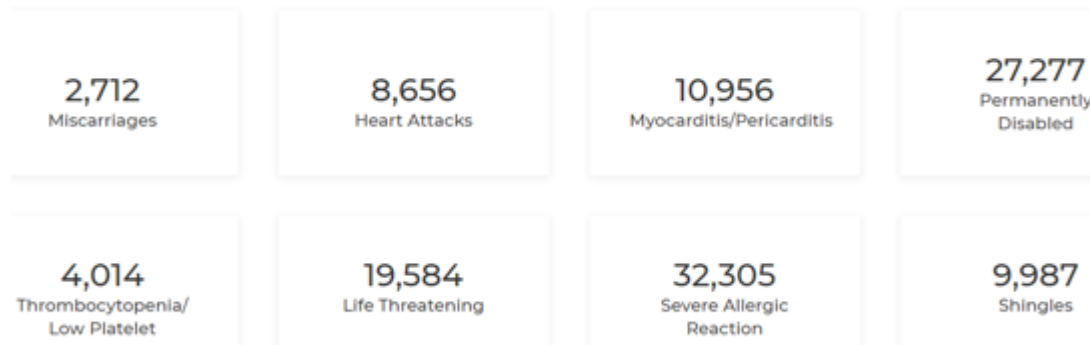 2,712
Miscarriages
8,656
Heart Attacks
10,956
Myocarditis/Pericarditis
27,277
Permanently
Disabled
4,014
Thrombocytopenia/
Low Platelet
19,584
Life Threatening
32,305
Severe Allergic
Reaction
9,987
Shingles